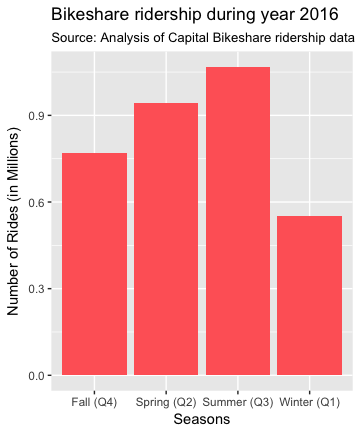 Bikeshare ridership during year 2016
Source: Analysis of Capital Bikeshare ridership data
Number of Rides (in Millions)
0.9
0.6
0.3
0.0
Fall (Q4) Spring (Q2) Summer (Q3) Winter (Q1)
Seasons